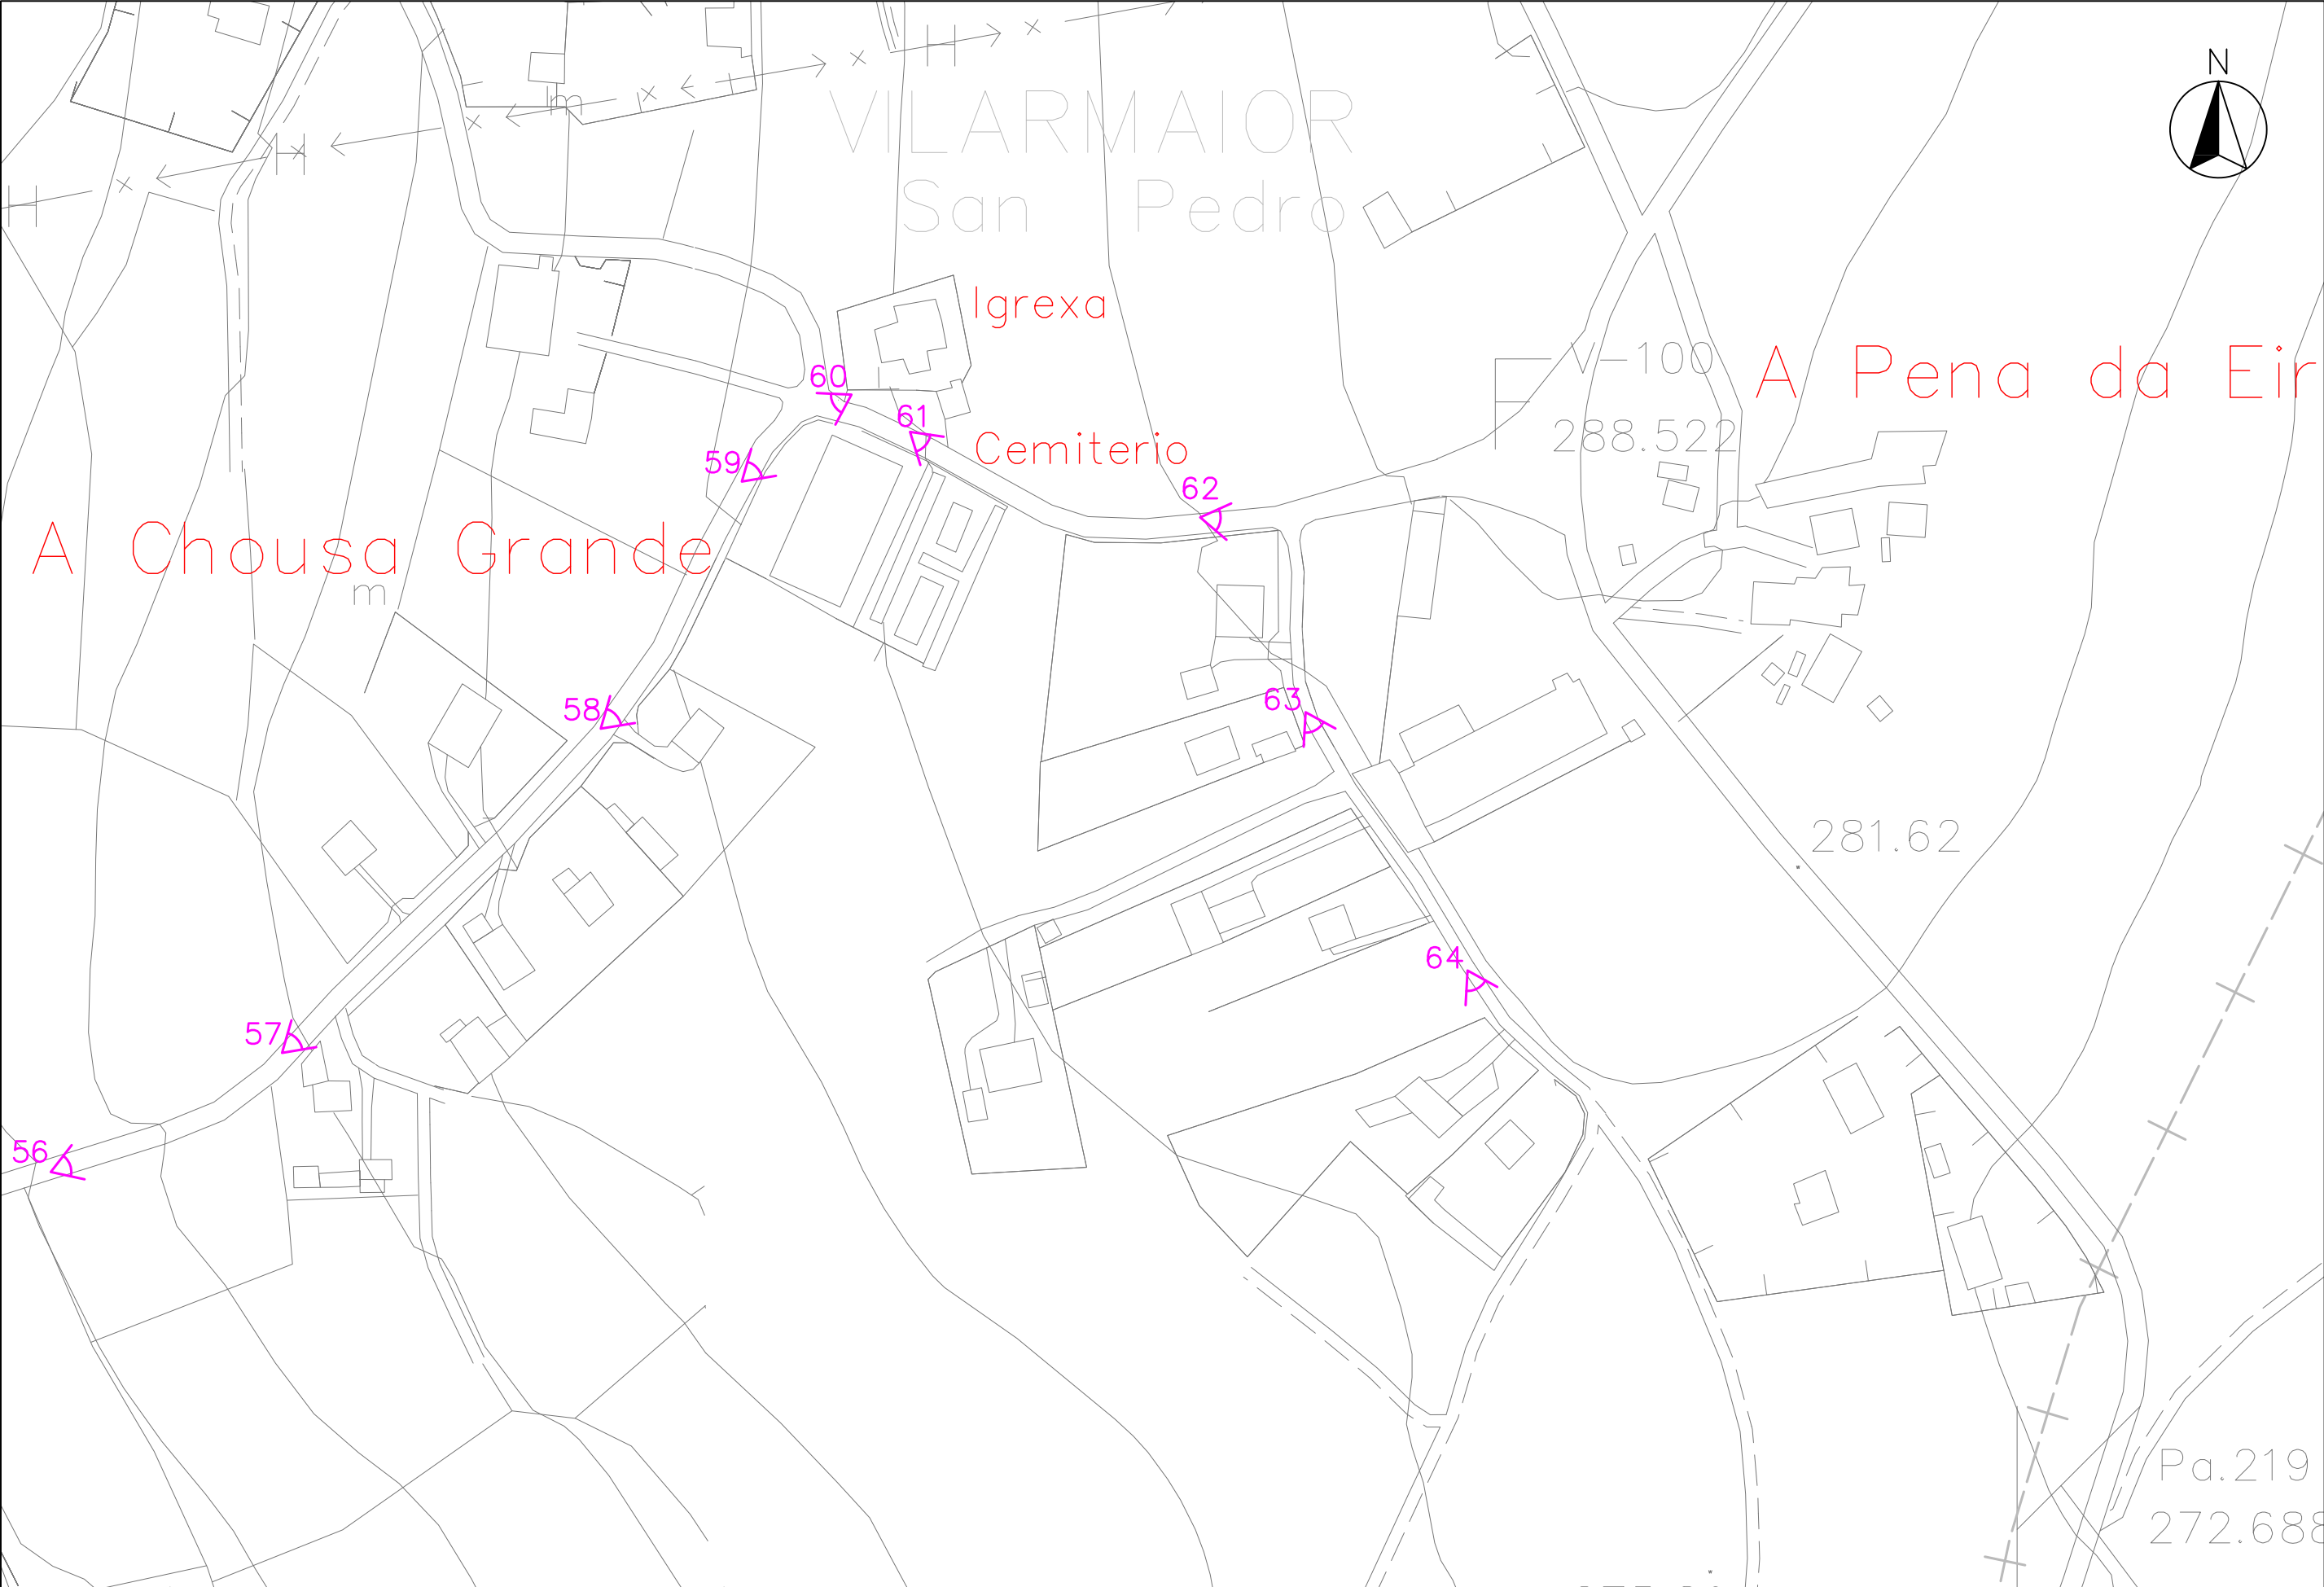 N
H
H
H
m
VILARMAIOR
San Pedro
Igrexa
V-100
F
288.522
A Pena da Eir
60
61
Cemiterio
59
62
A Chousa Grande
m
58
63
281.62
64
57
56
Pa.219
272.688